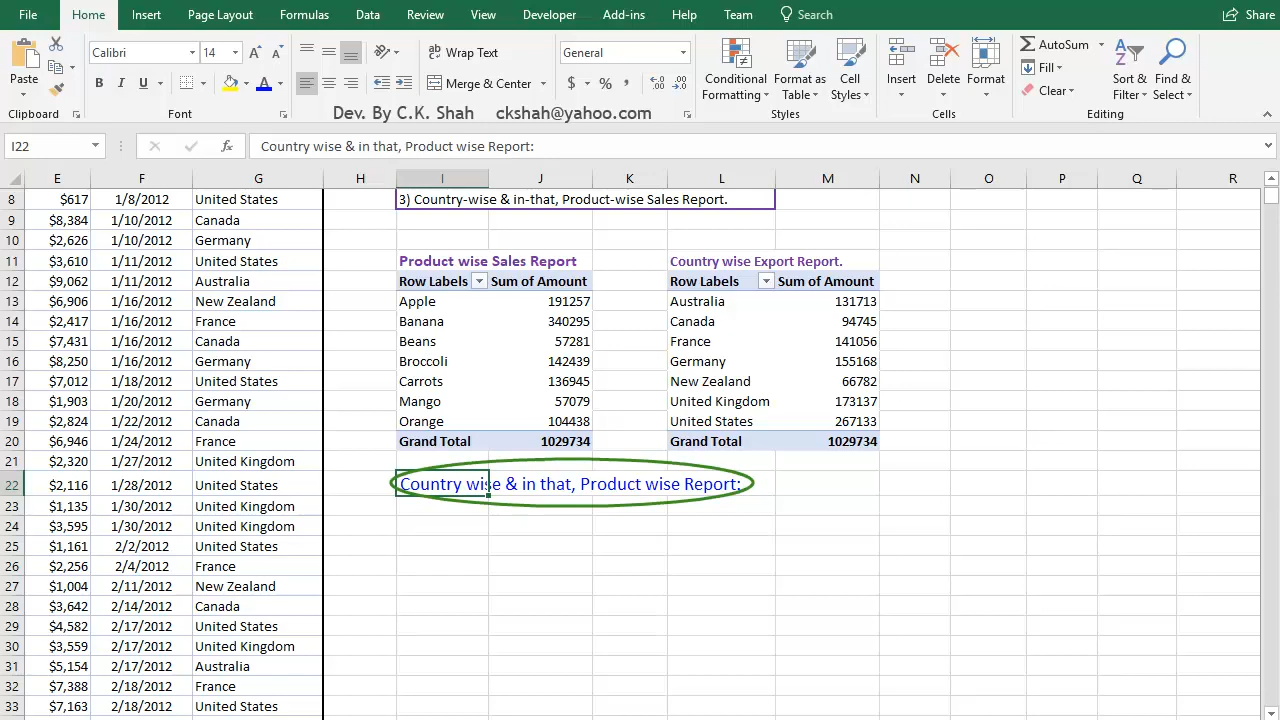 File Home Insert Page Layout Formulas Data Review View Developer Add-ins Help Team Search Share
Paste
Calibri 14
B I U
Wrap Text
Merge & Center
General
$ % ,
Conditional Formatting
Format as Table
Cell Styles
Insert
Delete
Format
AutoSum
Fill
Clear
Sort & Filter
Find & Select
Clipboard Font Styles Cells Editing
Dev. By C.K. Shah ckshah@yahoo.com
I22 fx Country wise & in that, Product wise Report:
E F G H I J K L M N O P Q R
8 $617 1/8/2012 United States 3) Country-wise & in-that, Product-wise Sales Report.
9 $8,384 1/10/2012 Canada
10 $2,626 1/10/2012 Germany
11 $3,610 1/11/2012 United States Product wise Sales Report Country wise Export Report.
12 $9,062 1/11/2012 Australia Row Labels Sum of Amount Row Labels Sum of Amount
13 $6,906 1/16/2012 New Zealand Apple 191257 Australia 131713
14 $2,417 1/16/2012 France Banana 340295 Canada 94745
15 $7,431 1/16/2012 Canada Beans 57281 France 141056
16 $8,250 1/16/2012 Germany Broccoli 142439 Germany 155168
17 $7,012 1/18/2012 United States Carrots 136945 New Zealand 66782
18 $1,903 1/20/2012 Germany Mango 57079 United Kingdom 173137
19 $2,824 1/22/2012 Canada Orange 104438 United States 267133
20 $6,946 1/24/2012 France Grand Total 1029734 Grand Total 1029734
21 $2,320 1/27/2012 United Kingdom
22 $2,116 1/28/2012 United States Country wise & in that, Product wise Report:
23 $1,135 1/30/2012 United Kingdom
24 $3,595 1/30/2012 United Kingdom
25 $1,161 2/2/2012 United States
26 $2,256 2/4/2012 France
27 $1,004 2/11/2012 New Zealand
28 $3,642 2/14/2012 Canada
29 $4,582 2/17/2012 United States
30 $3,559 2/17/2012 United Kingdom
31 $5,154 2/17/2012 Australia
32 $7,388 2/18/2012 France
33 $7,163 2/18/2012 United States